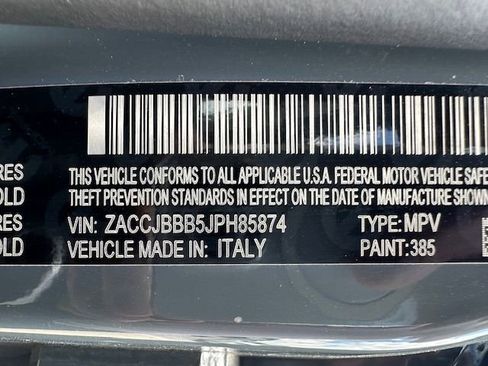 RES
THIS VEHICLE CONFORMS TO ALL APPLICABLE U.S.A. FEDERAL MOTOR VEHICLE SAFE
OLD
THEFT PREVENTION STANDARDS IN EFFECT ON THE DATE OF MANUFACTURE SHOWN
RES
VIN: ZACCJBBB5JPH85874 TYPE: MPV
OLD
VEHICLE MADE IN: ITALY PAINT: 385